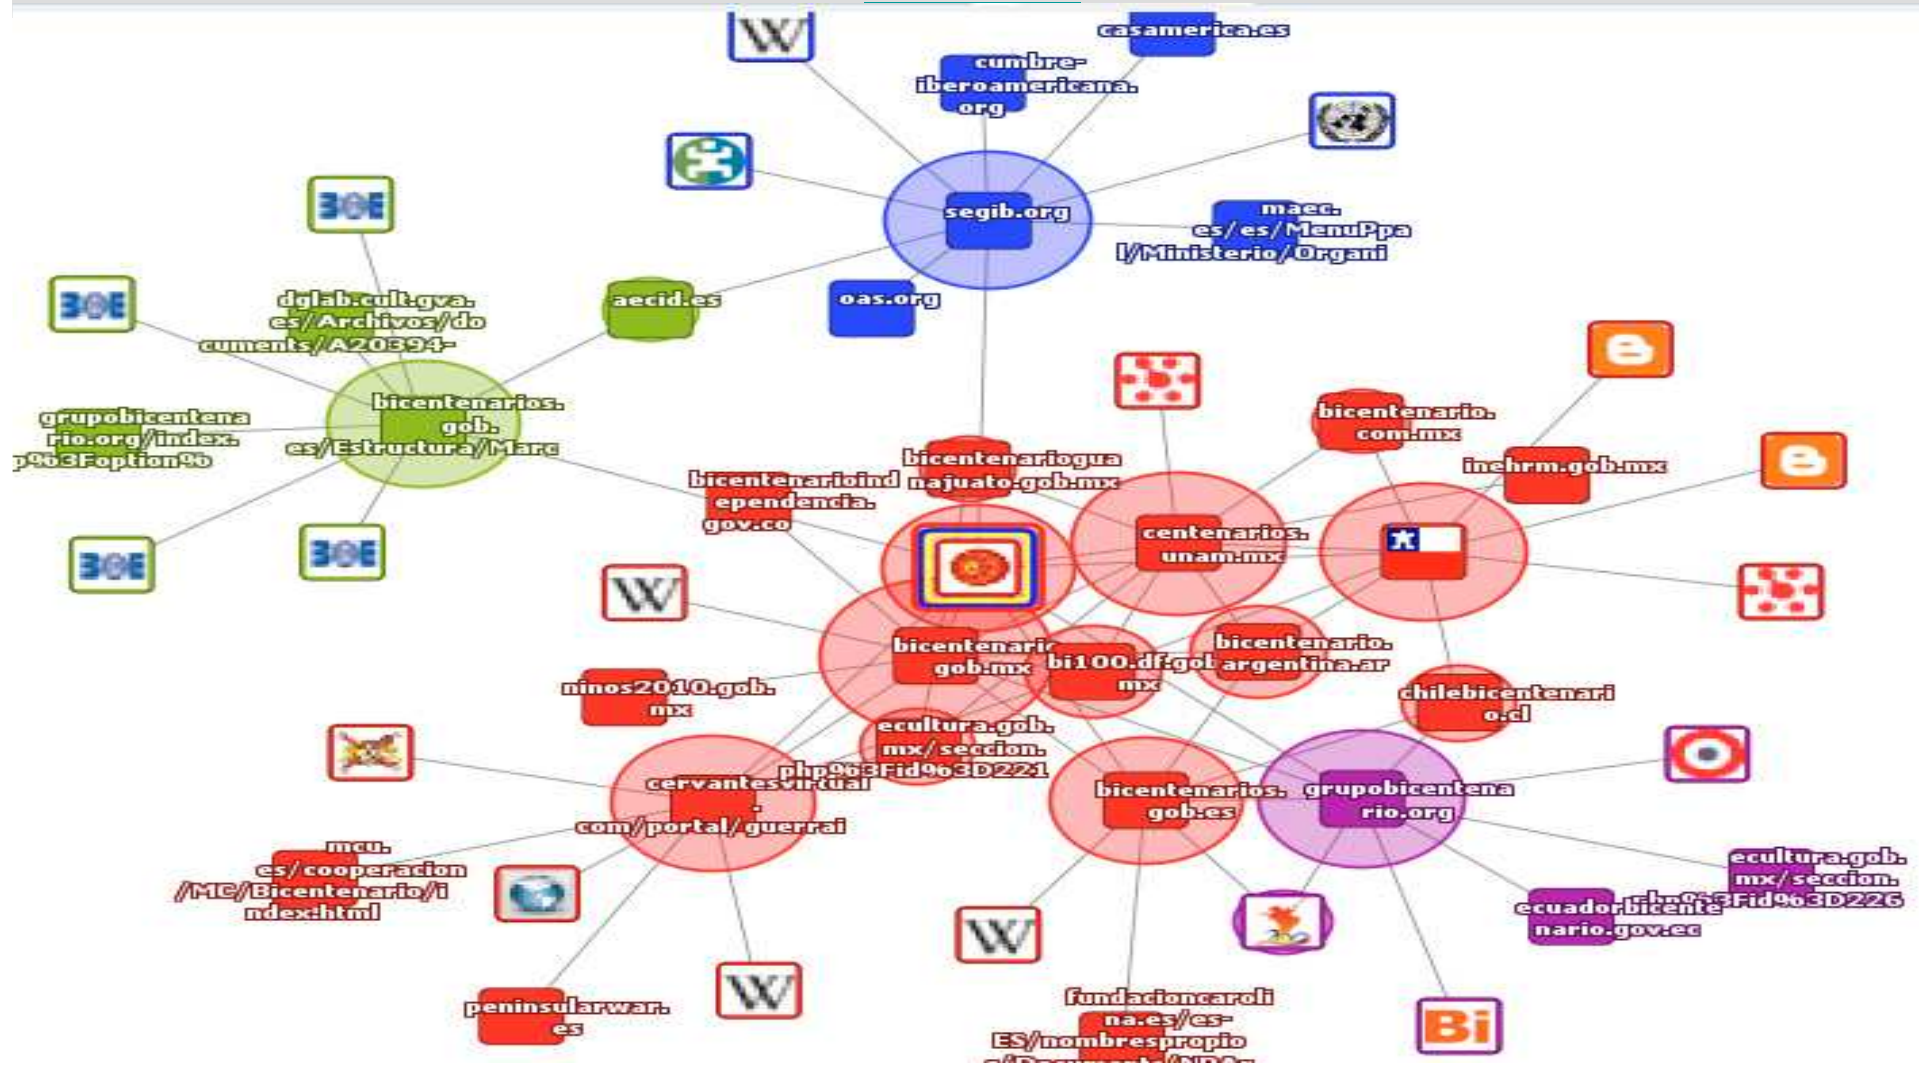 W
casamerica.es
cumbre-
iberoamericana.
org
segib.org
maec.
es/es/MenuPpa
l/Ministerio/Organi
oas.org
aecid.es
BOE
BOE
dglab.cult.gva.
es/Archivos/do
cuments/A20394-
bicentenarios.
gob.
es/Estructura/Marc
grupobicentena
rio.org/index.
p%3Foption%
BOE
BOE
bicentenariogua
najuato.gob.mx
bicentenarioind
ependencia.
gov.co
bicentenario.
com.mx
inehrm.gob.mx
centenarios.
unam.mx
W
bicentenario
gob.mx
bi100.df.gob
mx
bicentenario.
argentina.ar
ninos2010.gob.
mx
chilebicentenari
o.cl
ecultura.gob.
mx/seccion.
php%3Fid%3D221
cervantesvirtual
.
com/portal/guerrai
bicentenarios.
gob.es
grupobicentena
rio.org
mcu.
es/cooperacion
/MC/Bicentenario/i
ndex.html
ecultura.gob.
mx/seccion.
php%3Fid%3D226
ecuadorbicente
nario.gov.ec
W
W
peninsularwar.
es
fundacioncaroli
na.es/es-
ES/nombrespropio
Bi